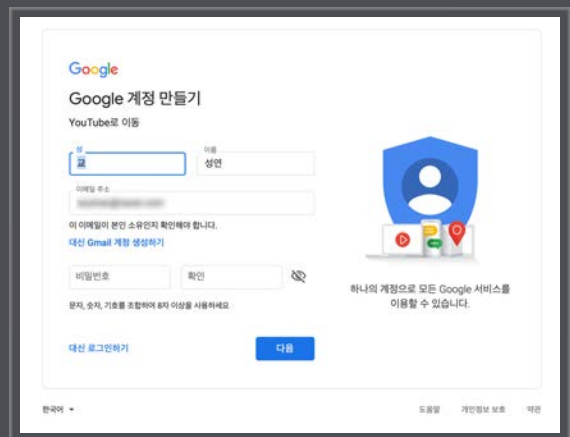 Google
Google 계정 만들기
YouTube로 이동
성 이름
교 성연
이메일 주소
이 이메일이 본인 소유인지 확인해야 합니다.
대신 Gmail 계정 생성하기
비밀번호 확인
문자, 숫자, 기호를 조합하여 8자 이상을 사용하세요
하나의 계정으로 모든 Google 서비스를
이용할 수 있습니다.
대신 로그인하기 다음
한국어 도움말 개인정보 보호 약관